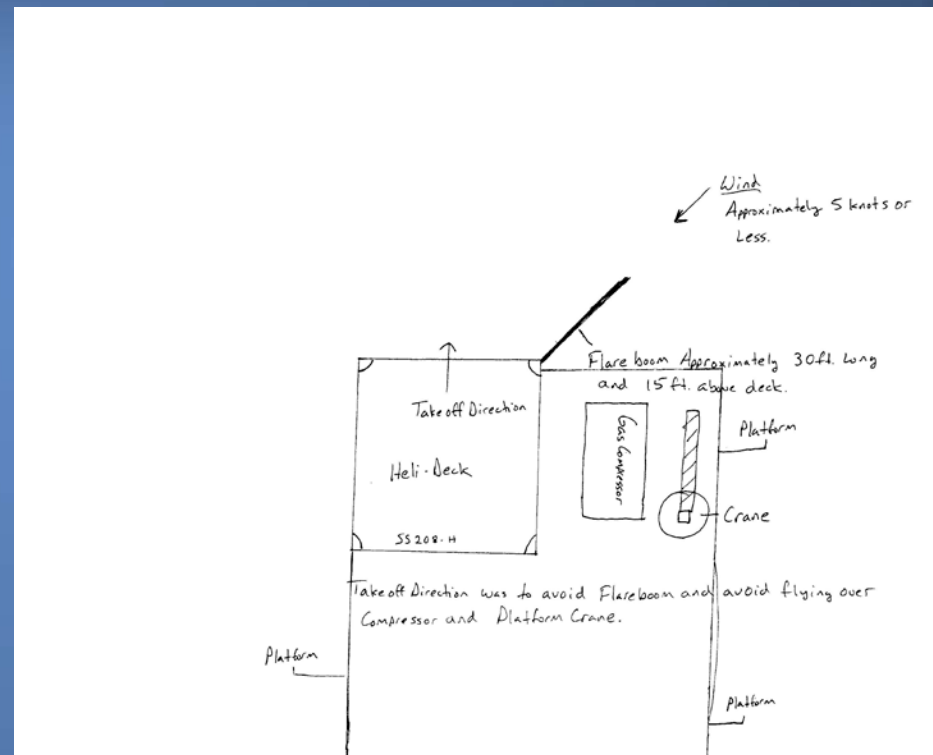 Wind
Approximately 5 knots or
Less.
Flare boom Approximately 30ft. Long
and 15 ft. above deck.
Take off Direction
Gas Compressor
Platform
Heli-Deck
Crane
SS208-H
Take off Direction was to avoid Flareboom and avoid flying over
Compressor and Platform Crane.
Platform
Platform